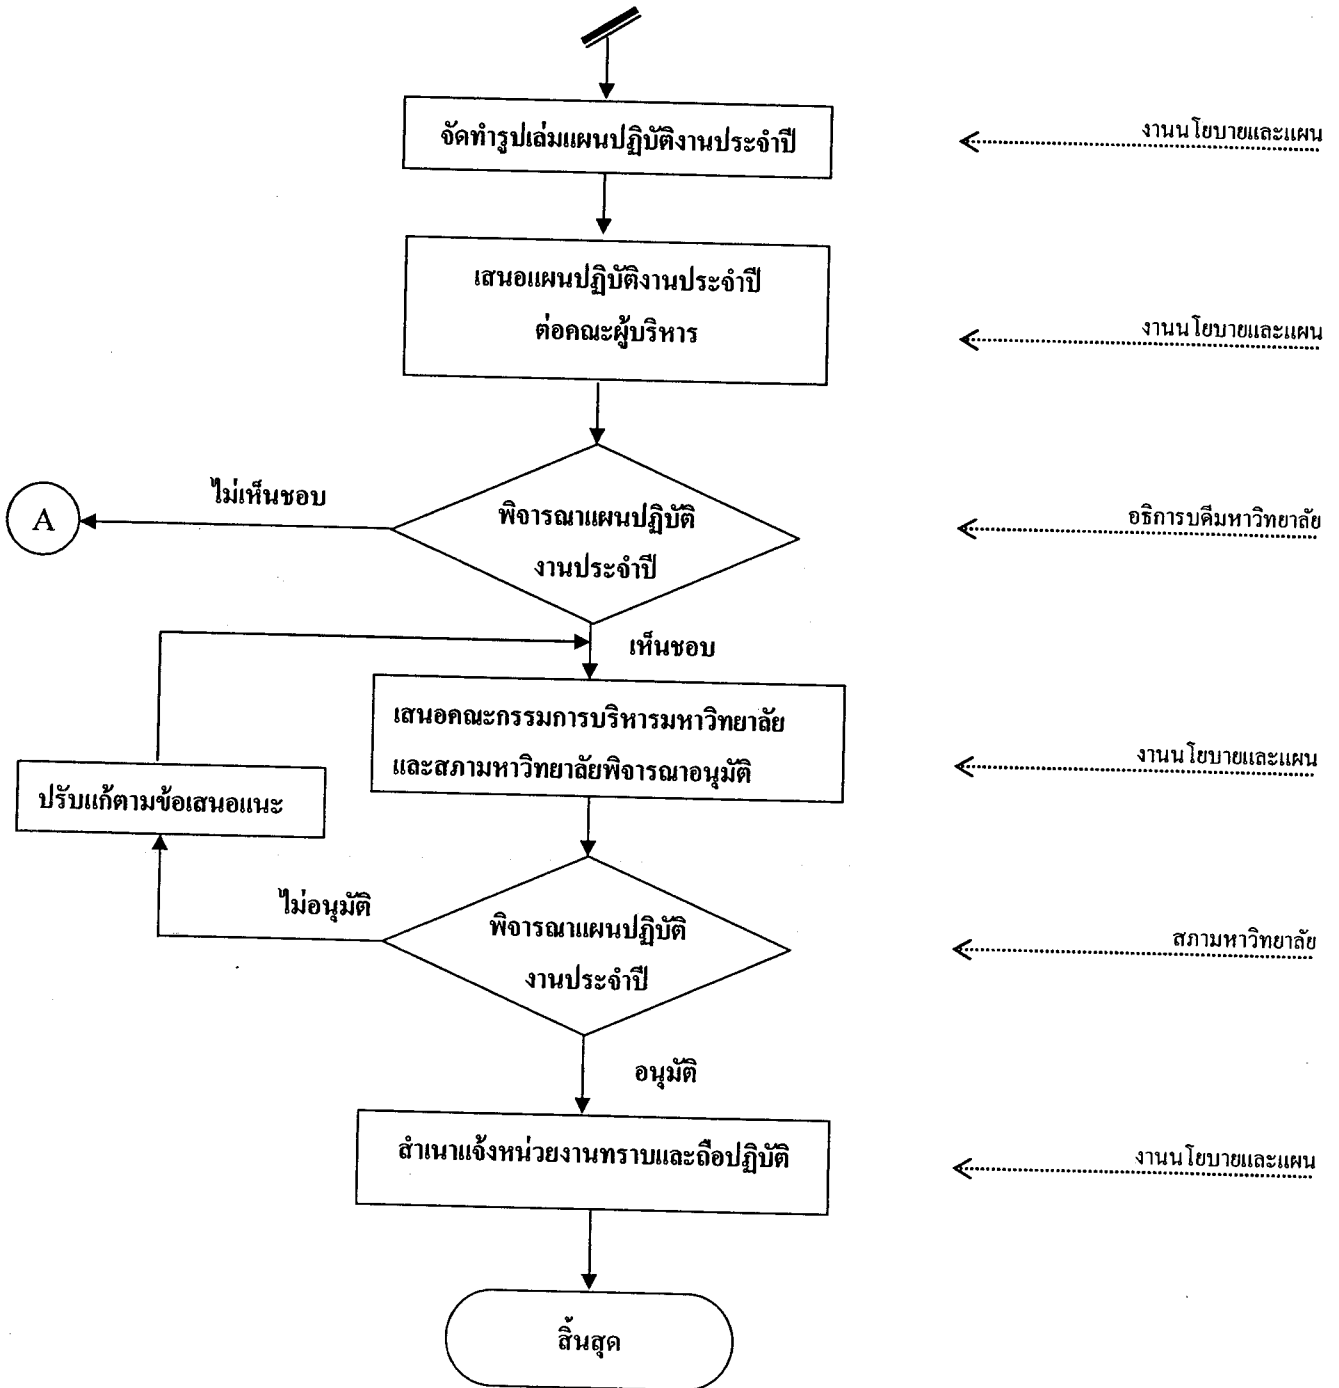 จัดทำรูปเล่มแผนปฏิบัติงานประจำปี
งานนโยบายและแผน
เสนอแผนปฏิบัติงานประจำปี
ต่อคณะผู้บริหาร
งานนโยบายและแผน
ไม่เห็นชอบ
A
พิจารณาแผนปฏิบัติ
งานประจำปี
อธิการบดีมหาวิทยาลัย
เห็นชอบ
เสนอคณะกรรมการบริหารมหาวิทยาลัย
และสภามหาวิทยาลัยพิจารณาอนุมัติ
งานนโยบายและแผน
ปรับแก้ตามข้อเสนอแนะ
ไม่อนุมัติ
พิจารณาแผนปฏิบัติ
งานประจำปี
สภามหาวิทยาลัย
อนุมัติ
สำเนาแจ้งหน่วยงานทราบและถือปฏิบัติ
งานนโยบายและแผน
สิ้นสุด